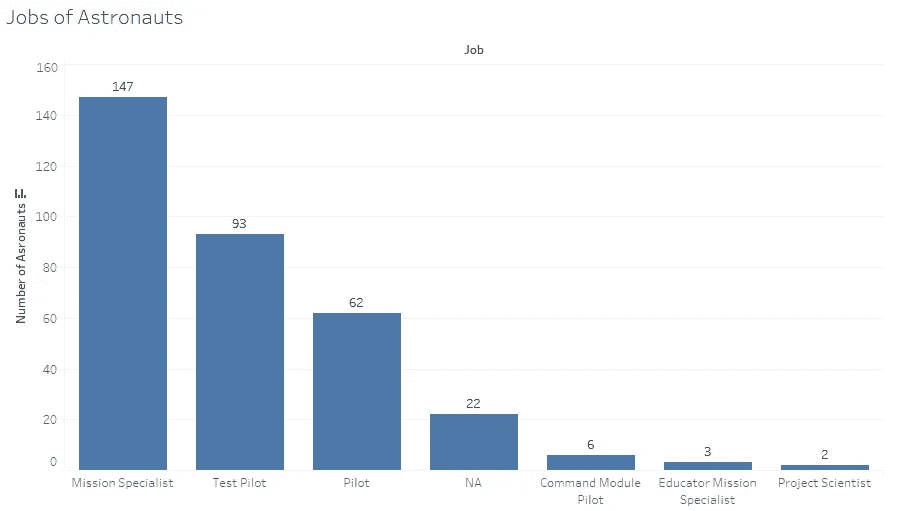 Jobs of Astronauts
Job
Number of Asronauts
160
140
120
100
80
60
40
20
0
147
93
62
22
6
3
2
Mission Specialist
Test Pilot
Pilot
NA
Command Module
Pilot
Educator Mission
Specialist
Project Scientist